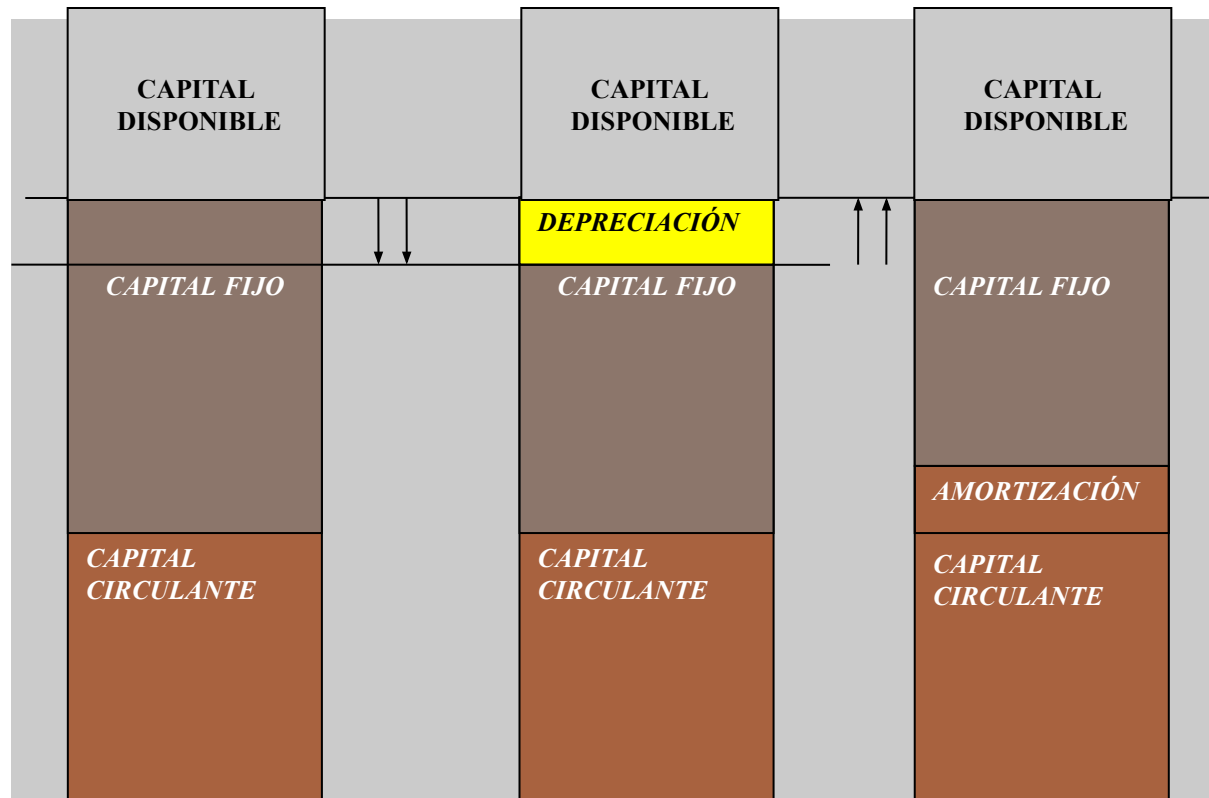 CAPITAL
DISPONIBLE
CAPITAL FIJO
CAPITAL
CIRCULANTE
CAPITAL
DISPONIBLE
DEPRECIACIÓN
CAPITAL FIJO
CAPITAL
CIRCULANTE
CAPITAL
DISPONIBLE
CAPITAL FIJO
AMORTIZACIÓN
CAPITAL
CIRCULANTE